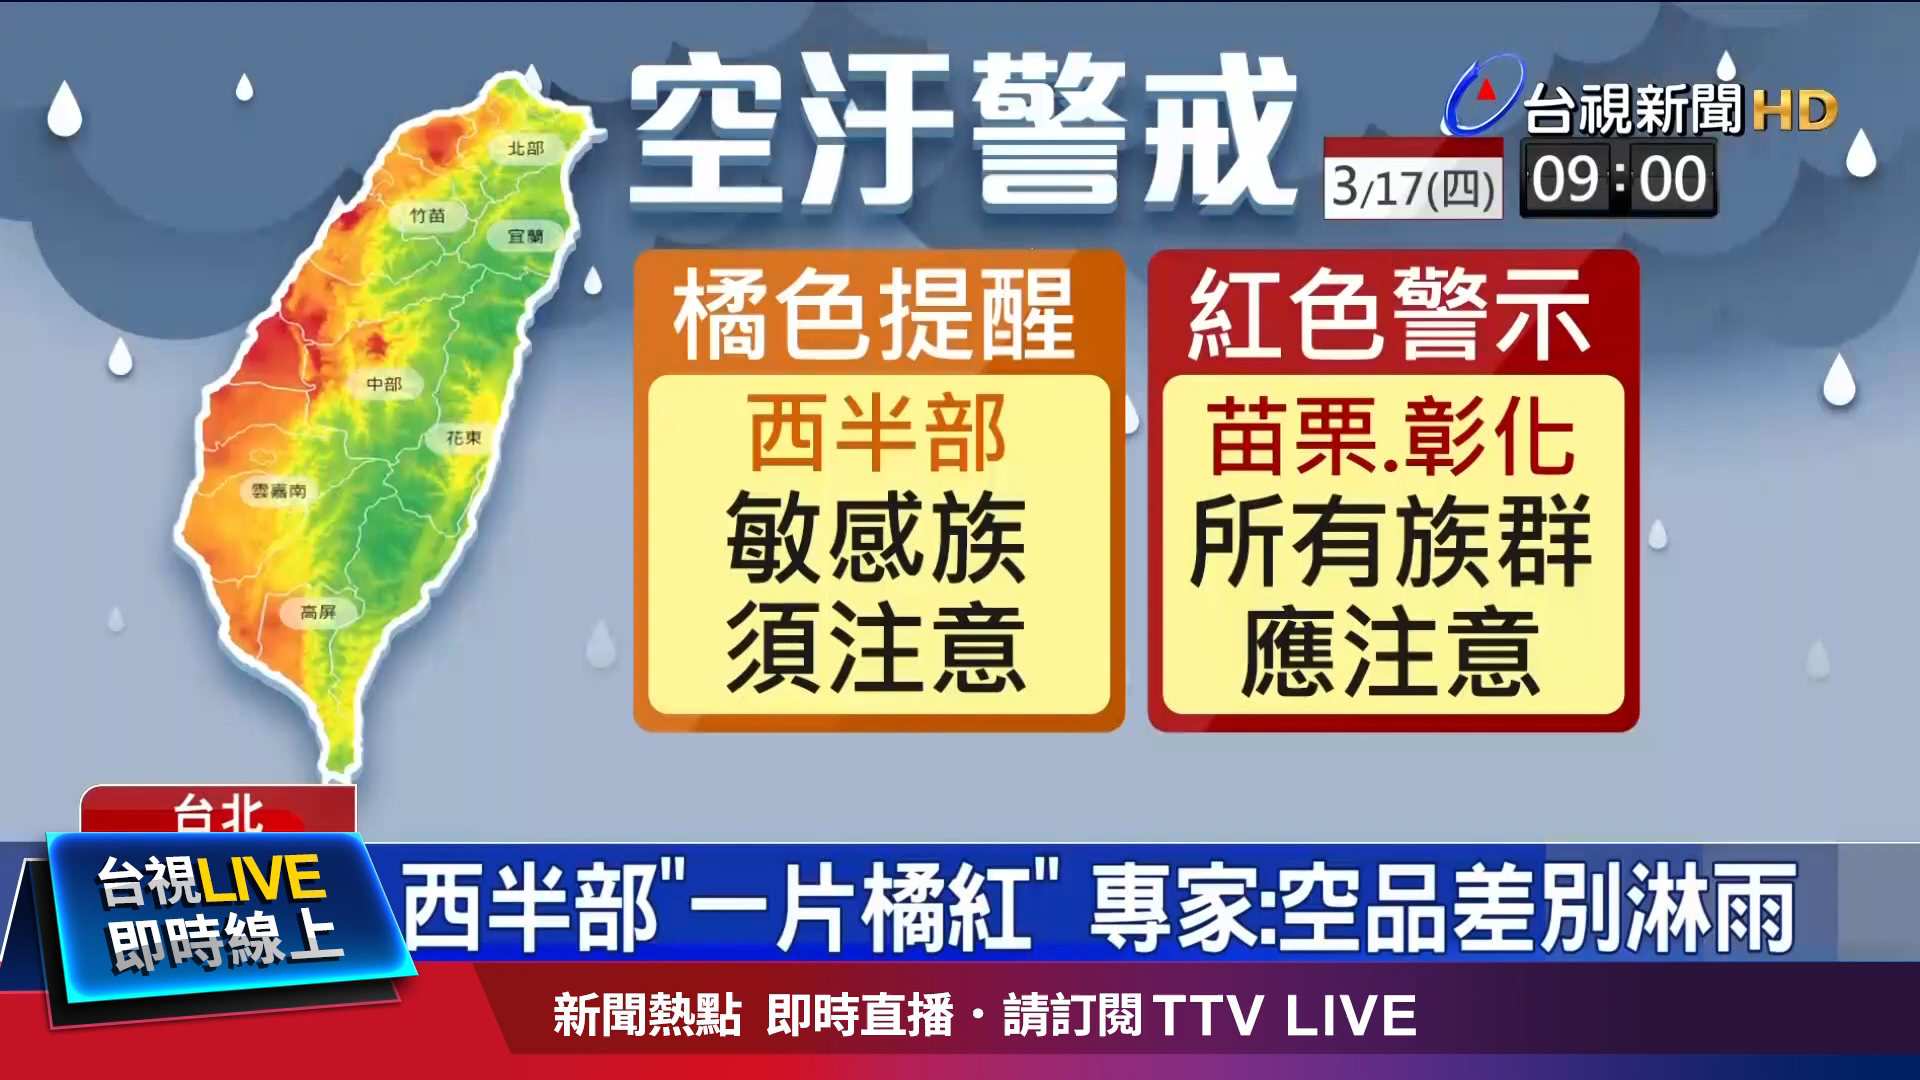 空汙警戒
台視新聞HD
3/17(四)
09:00
北部
竹苗
宜蘭
中部
花東
雲嘉南
高屏
橘色提醒
西半部
敏感族
須注意
紅色警示
苗栗.彰化
所有族群
應注意
台北
台視LIVE
即時線上
西半部"一片橘紅" 專家:空品差別淋雨
新聞熱點 即時直播・請訂閱TTV LIVE